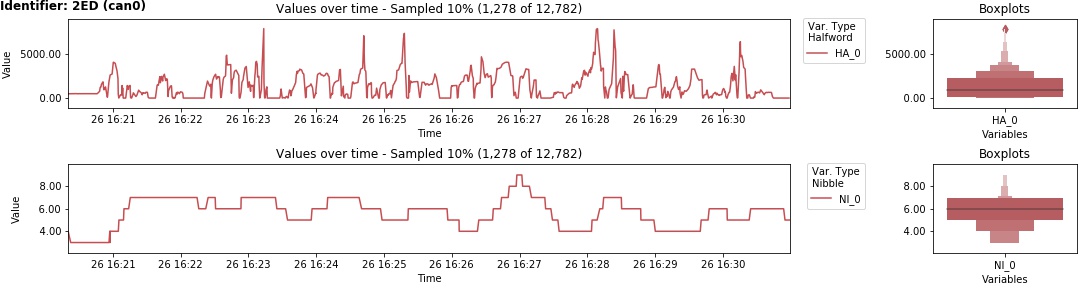 Identifier: 2ED (can0)
Values over time - Sampled 10% (1,278 of 12,782)
Value
5000.00
0.00
26 16:21 26 16:22 26 16:23 26 16:24 26 16:25 26 16:26 26 16:27 26 16:28 26 16:29 26 16:30
Time
Var. Type
Halfword
HA_0
Boxplots
5000.00
0.00
HA_0
Variables
Values over time - Sampled 10% (1,278 of 12,782)
Value
8.00
6.00
4.00
26 16:21 26 16:22 26 16:23 26 16:24 26 16:25 26 16:26 26 16:27 26 16:28 26 16:29 26 16:30
Time
Var. Type
Nibble
NI_0
Boxplots
8.00
6.00
4.00
NI_0
Variables